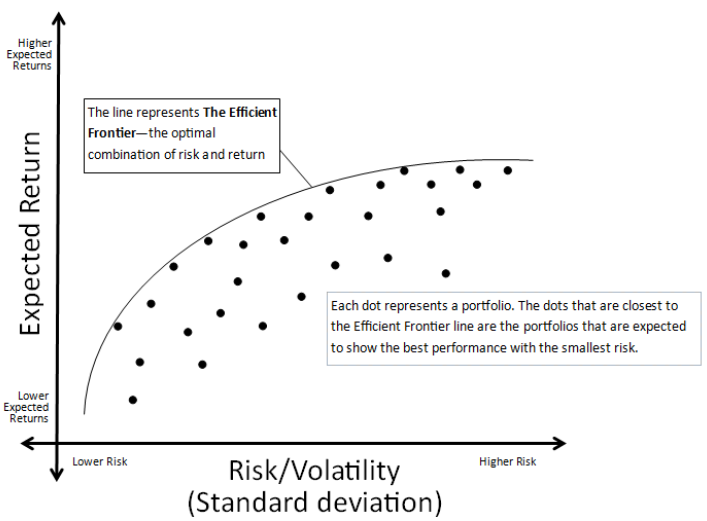 Higher
Expected
Returns
The line represents The Efficient
Frontier—the optimal
combination of risk and return
Expected Return
Each dot represents a portfolio. The dots that are closest to
the Efficient Frontier line are the portfolios that are expected
to show the best performance with the smallest risk.
Lower
Expected
Returns
Lower Risk
Higher Risk
Risk/Volatility
(Standard deviation)